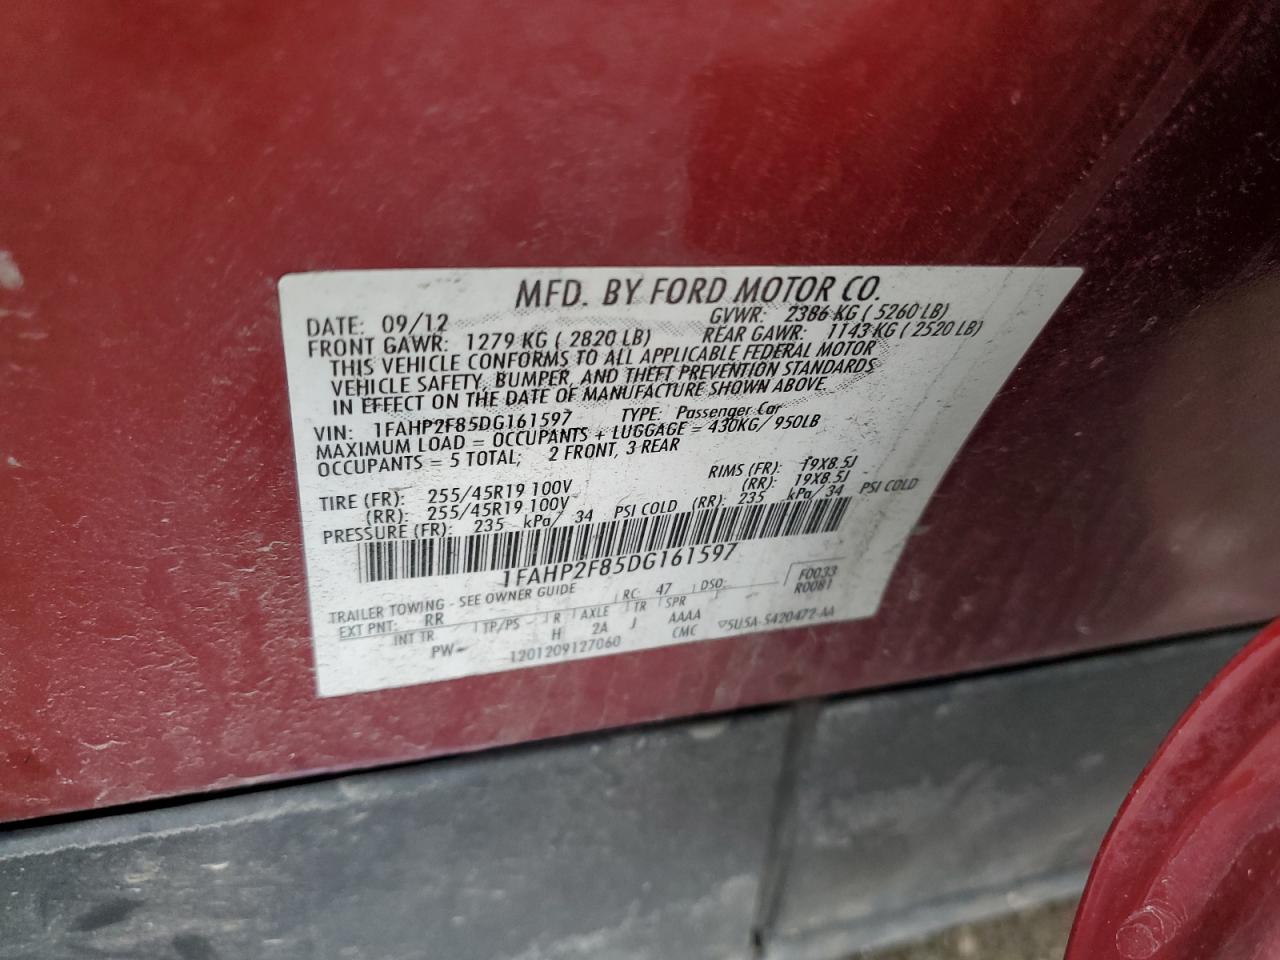 MFD. BY FORD MOTOR CO.
DATE: 09/12 GVWR: 2386 KG ( 5260 LB)
FRONT GAWR: 1279 KG ( 2820 LB) REAR GAWR: 1143 KG ( 2520 LB)
THIS VEHICLE CONFORMS TO ALL APPLICABLE FEDERAL MOTOR
VEHICLE SAFETY, BUMPER, AND THEFT PREVENTION STANDARDS
IN EFFECT ON THE DATE OF MANUFACTURE SHOWN ABOVE.
VIN: 1FAHP2F85DG161597 TYPE: Passenger Car
MAXIMUM LOAD = OCCUPANTS + LUGGAGE = 430KG/ 950LB
OCCUPANTS = 5 TOTAL; 2 FRONT, 3 REAR
TIRE (FR): 255/45R19 100V RIMS (FR): 19X8.5J
(RR): 255/45R19 100V (RR): 19X8.5J
PRESSURE (FR): 235 kPa/ 34 PSI COLD (RR): 235 kPa/ 34 PSI COLD
1FAHP2F85DG161597
TRAILER TOWING - SEE OWNER GUIDE
EXT PNT: RR RC: 47 DSO: F0033
R0081
INT TR TP/PS R AXLE TR SPR
PW- H 2A J AAAA
1201209127060 CMC ▽5U5A-5420472-AA